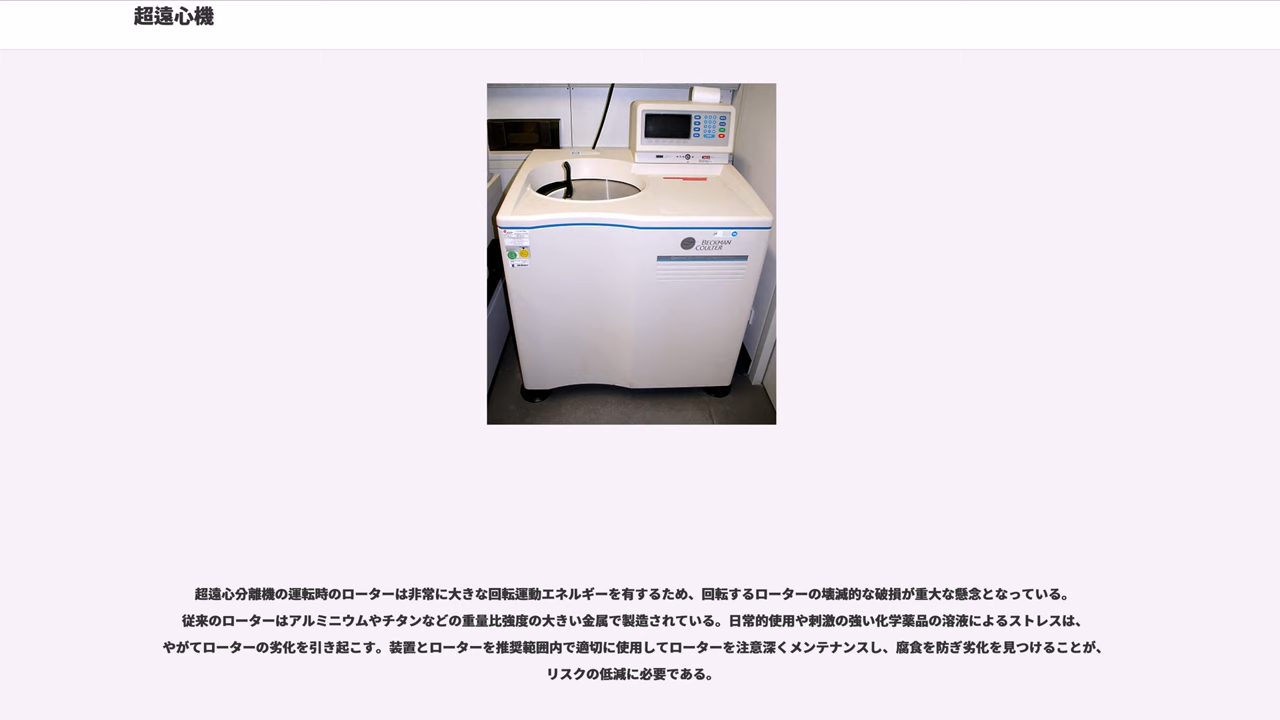 超遠心機
BECKMAN
COULTER
超遠心分離機の運転時のローターは非常に大きな回転運動エネルギーを有するため、回転するローターの壊滅的な破損が重大な懸念となっている。
従来のローターはアルミニウムやチタンなどの重量比強度の大きい金属で製造されている。日常的使用や刺激の強い化学薬品の溶液によるストレスは、
やがてローターの劣化を引き起こす。装置とローターを推奨範囲内で適切に使用してローターを注意深くメンテナンスし、腐食を防ぎ劣化を見つけることが、
リスクの低減に必要である。